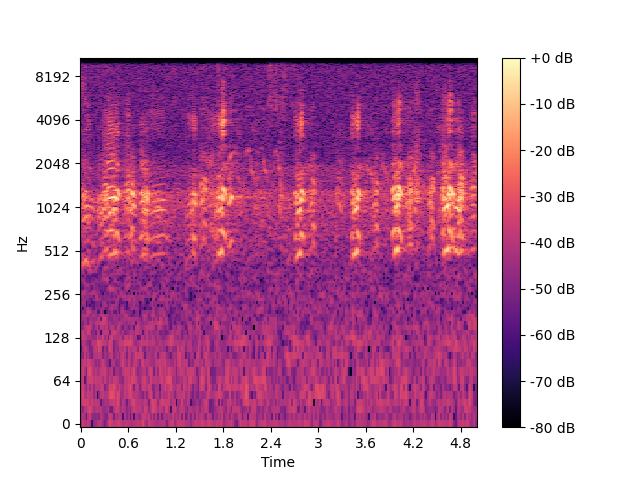 8192
4096
2048
1024
512
256
128
64
0
Hz
0 0.6 1.2 1.8 2.4 3 3.6 4.2 4.8
Time
+0 dB
-10 dB
-20 dB
-30 dB
-40 dB
-50 dB
-60 dB
-70 dB
-80 dB